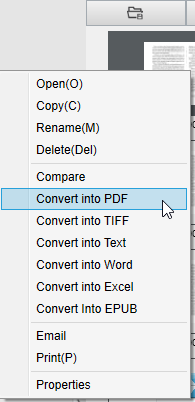 Open(O)
Copy(C)
Rename(M)
Delete(Del)
Compare
Convert into PDF
Convert into TIFF
Convert into Text
Convert into Word
Convert into Excel
Convert Into EPUB
Email
Print(P)
Properties